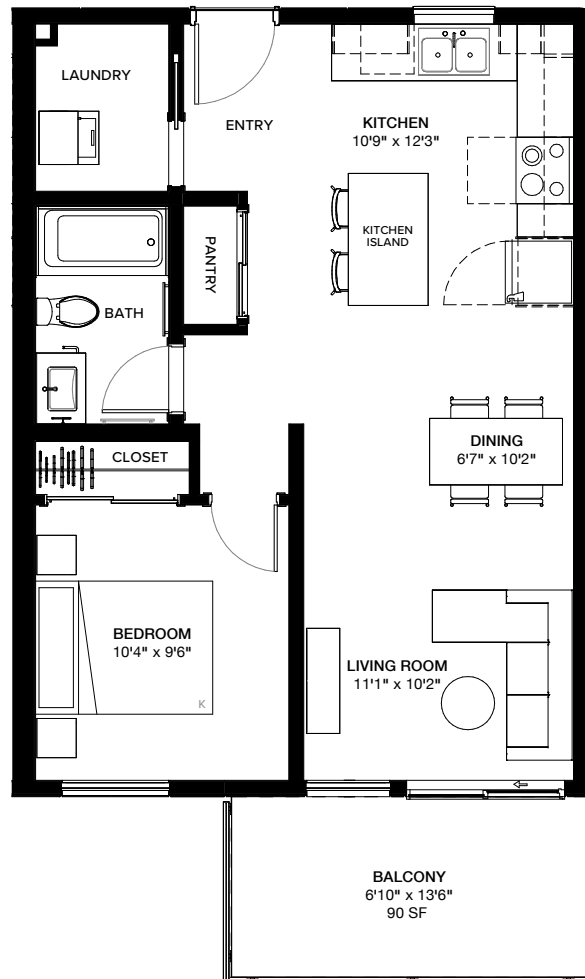 LAUNDRY
ENTRY
KITCHEN
10'9" x 12'3"
KITCHEN
ISLAND
PANTRY
BATH
CLOSET
DINING
6'7" x 10'2"
BEDROOM
10'4" x 9'6"
K
LIVING ROOM
11'1" x 10'2"
BALCONY
6'10" x 13'6"
90 SF